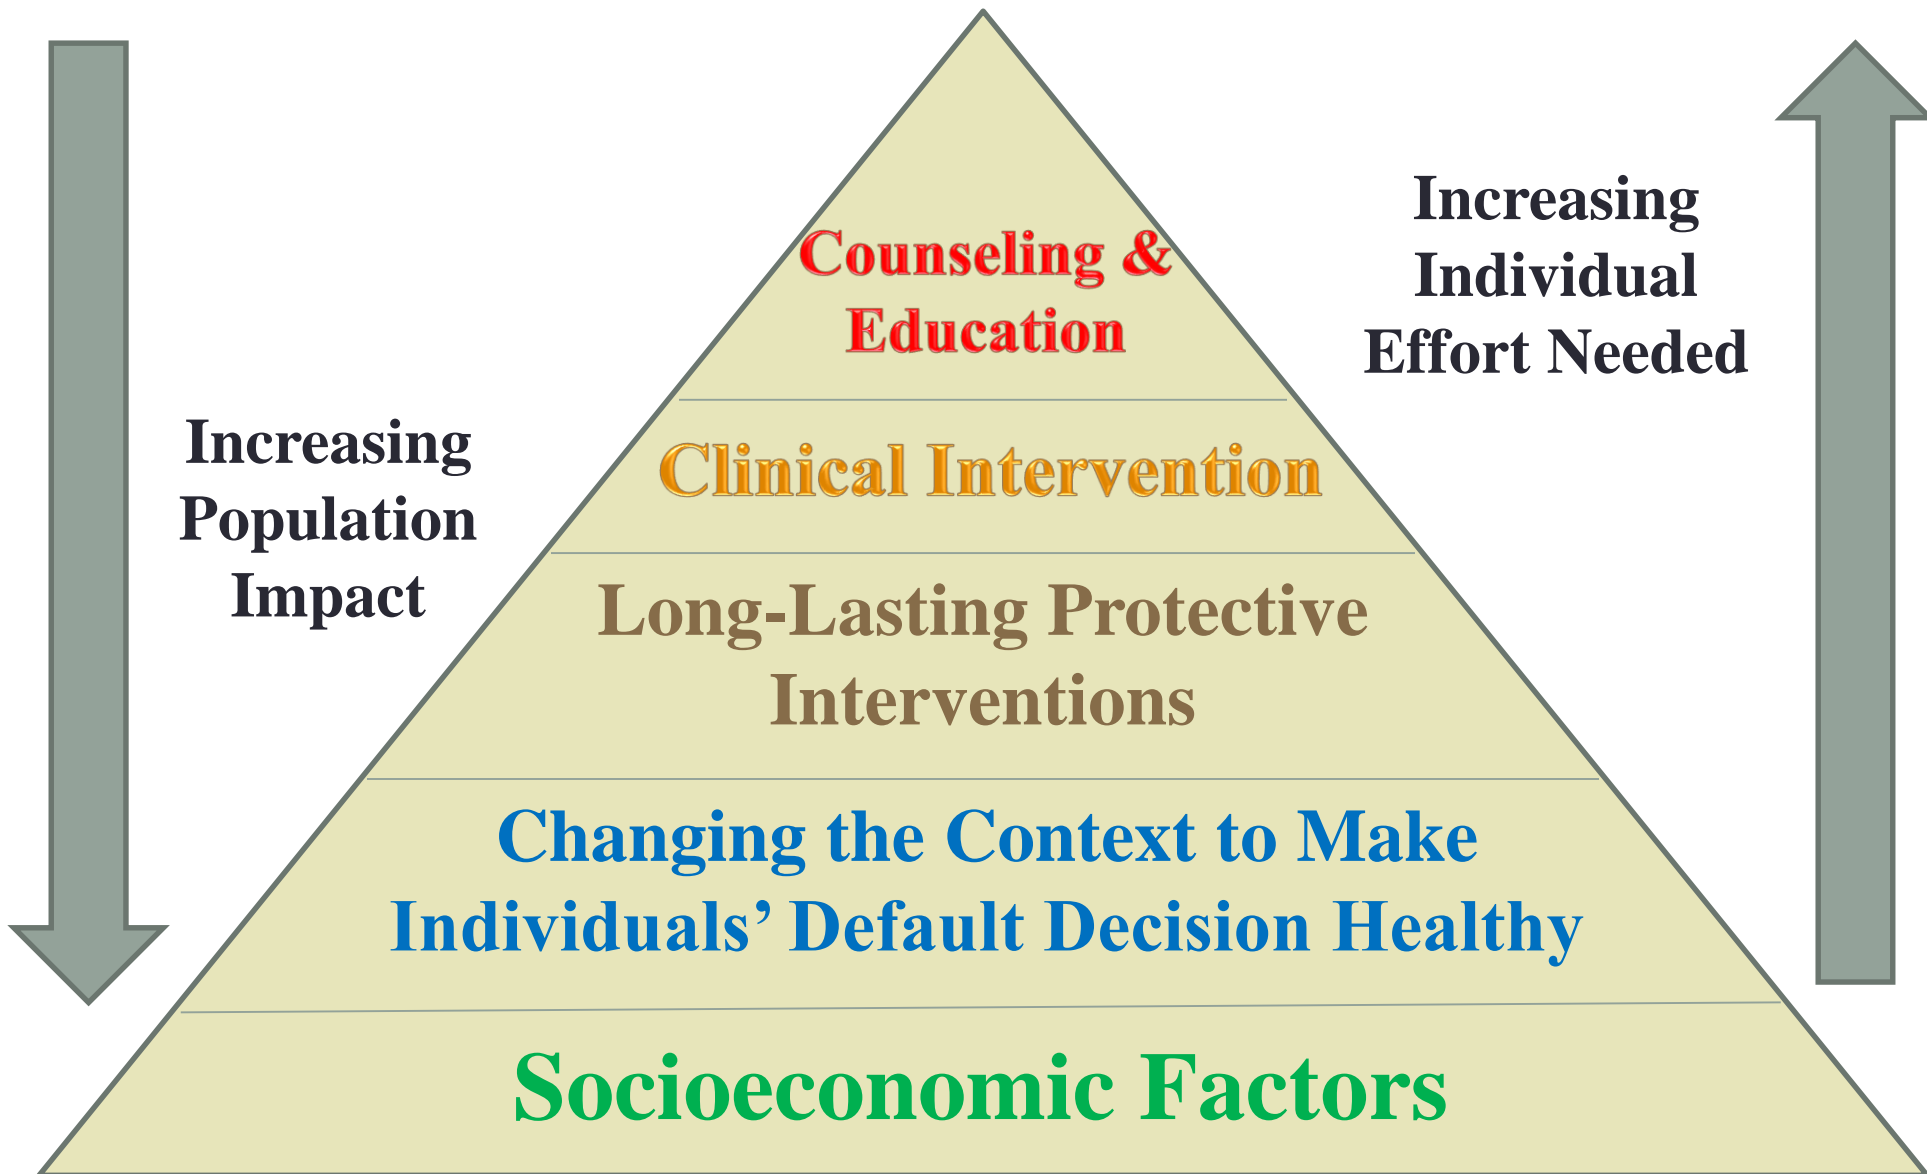 Counseling &
Education
Increasing
Individual
Effort Needed
Increasing
Population
Impact
Clinical Intervention
Long-Lasting Protective
Interventions
Changing the Context to Make
Individuals’ Default Decision Healthy
Socioeconomic Factors